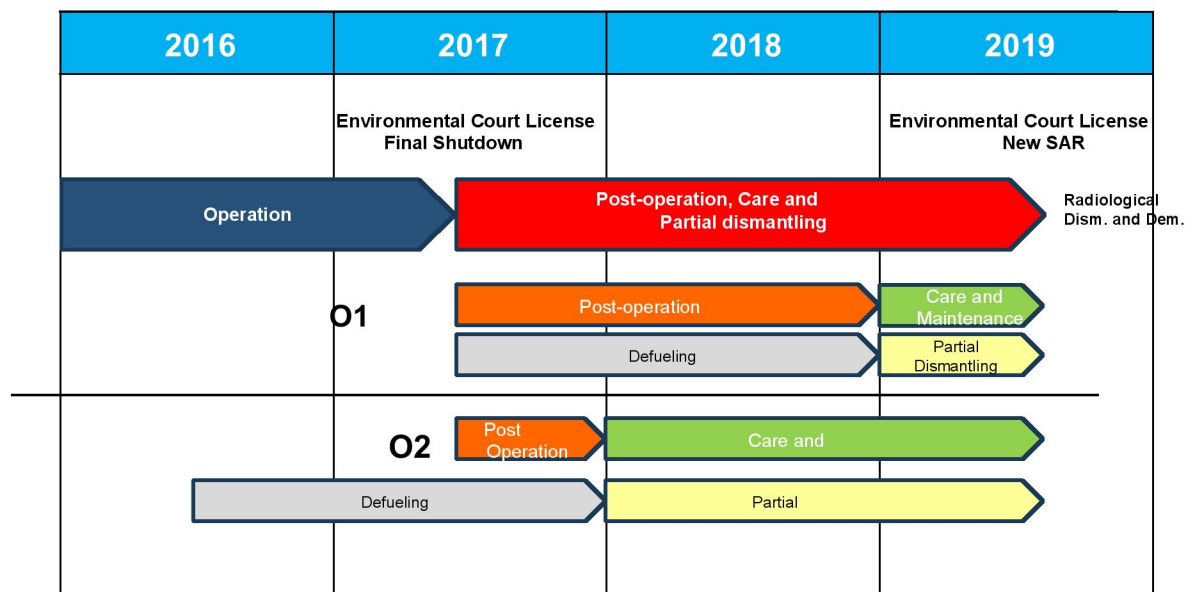 2016 2017 2018 2019
Environmental Court License
Final Shutdown
Environmental Court License
New SAR
Operation
Post-operation, Care and
Partial dismantling
Radiological
Dism. and Dem.
O1
Post-operation
Care and
Maintenance
Defueling
Partial
Dismantling
O2
Post
Operation
Care and
Defueling
Partial